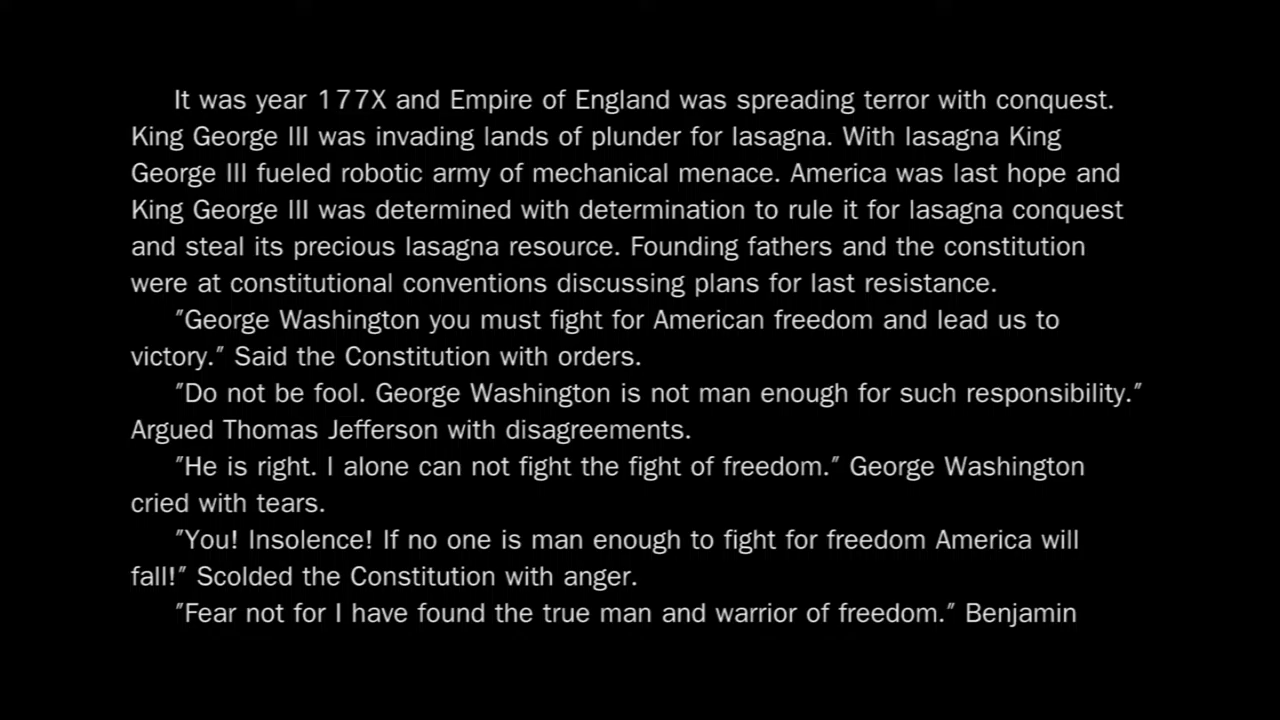 It was year 177X and Empire of England was spreading terror with conquest.
King George III was invading lands of plunder for lasagna. With lasagna King
George III fueled robotic army of mechanical menace. America was last hope and
King George III was determined with determination to rule it for lasagna conquest
and steal its precious lasagna resource. Founding fathers and the constitution
were at constitutional conventions discussing plans for last resistance.
"George Washington you must fight for American freedom and lead us to
victory." Said the Constitution with orders.
"Do not be fool. George Washington is not man enough for such responsibility."
Argued Thomas Jefferson with disagreements.
"He is right. I alone can not fight the fight of freedom." George Washington
cried with tears.
"You! Insolence! If no one is man enough to fight for freedom America will
fall!" Scolded the Constitution with anger.
"Fear not for I have found the true man and warrior of freedom." Benjamin